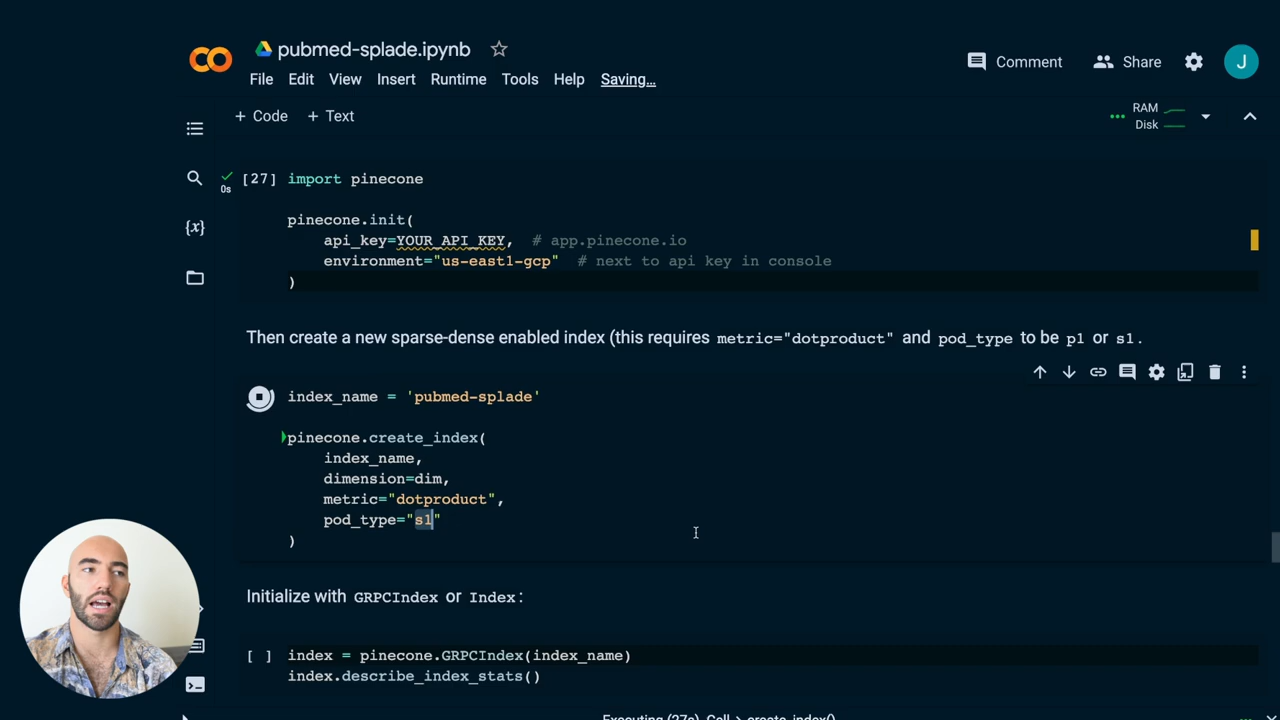 pubmed-splade.ipynb
File Edit View Insert Runtime Tools Help Saving...
Comment Share J
+ Code + Text
RAM
Disk
[27] import pinecone
0s
pinecone.init(
api_key=YOUR_API_KEY, # app.pinecone.io
environment="us-east1-gcp" # next to api key in console
)
{x}
Then create a new sparse-dense enabled index (this requires metric="dotproduct" and pod_type to be p1 or s1.
index_name = 'pubmed-splade'
pinecone.create_index(
index_name,
dimension=dim,
metric="dotproduct",
pod_type="s1"
)
Initialize with GRPCIndex or Index:
[ ] index = pinecone.GRPCIndex(index_name)
index.describe_index_stats()
Executing (27s) Cell > create_index()